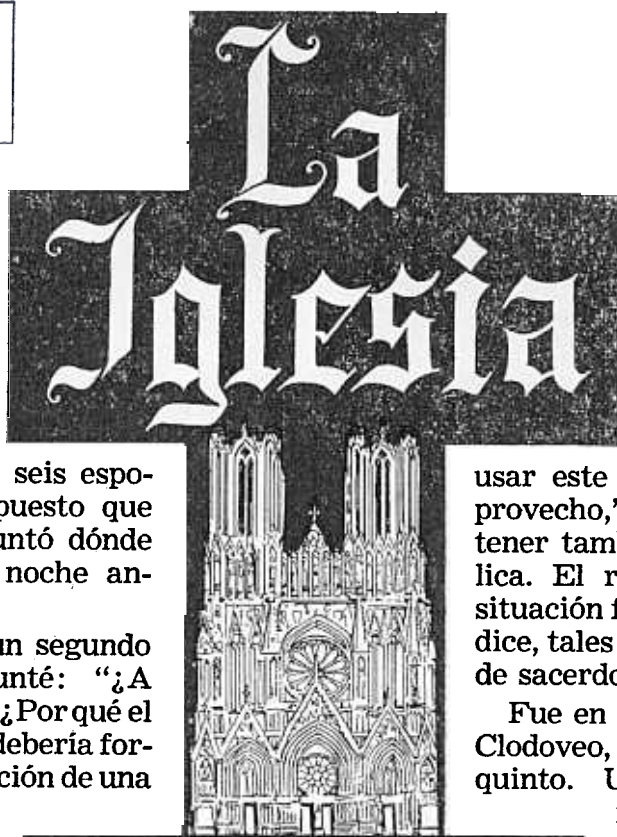 La
Iglesia
seis espo-
puesto que
untó dónde
noche an-
un segundo
unté: “¿A
¿Por qué el
debería for-
ción de una
usar este
provecho,”
tener tam
lica. El r
situación f
dice, tales
de sacerdo
Fue en
Clodoveo,
quinto. U